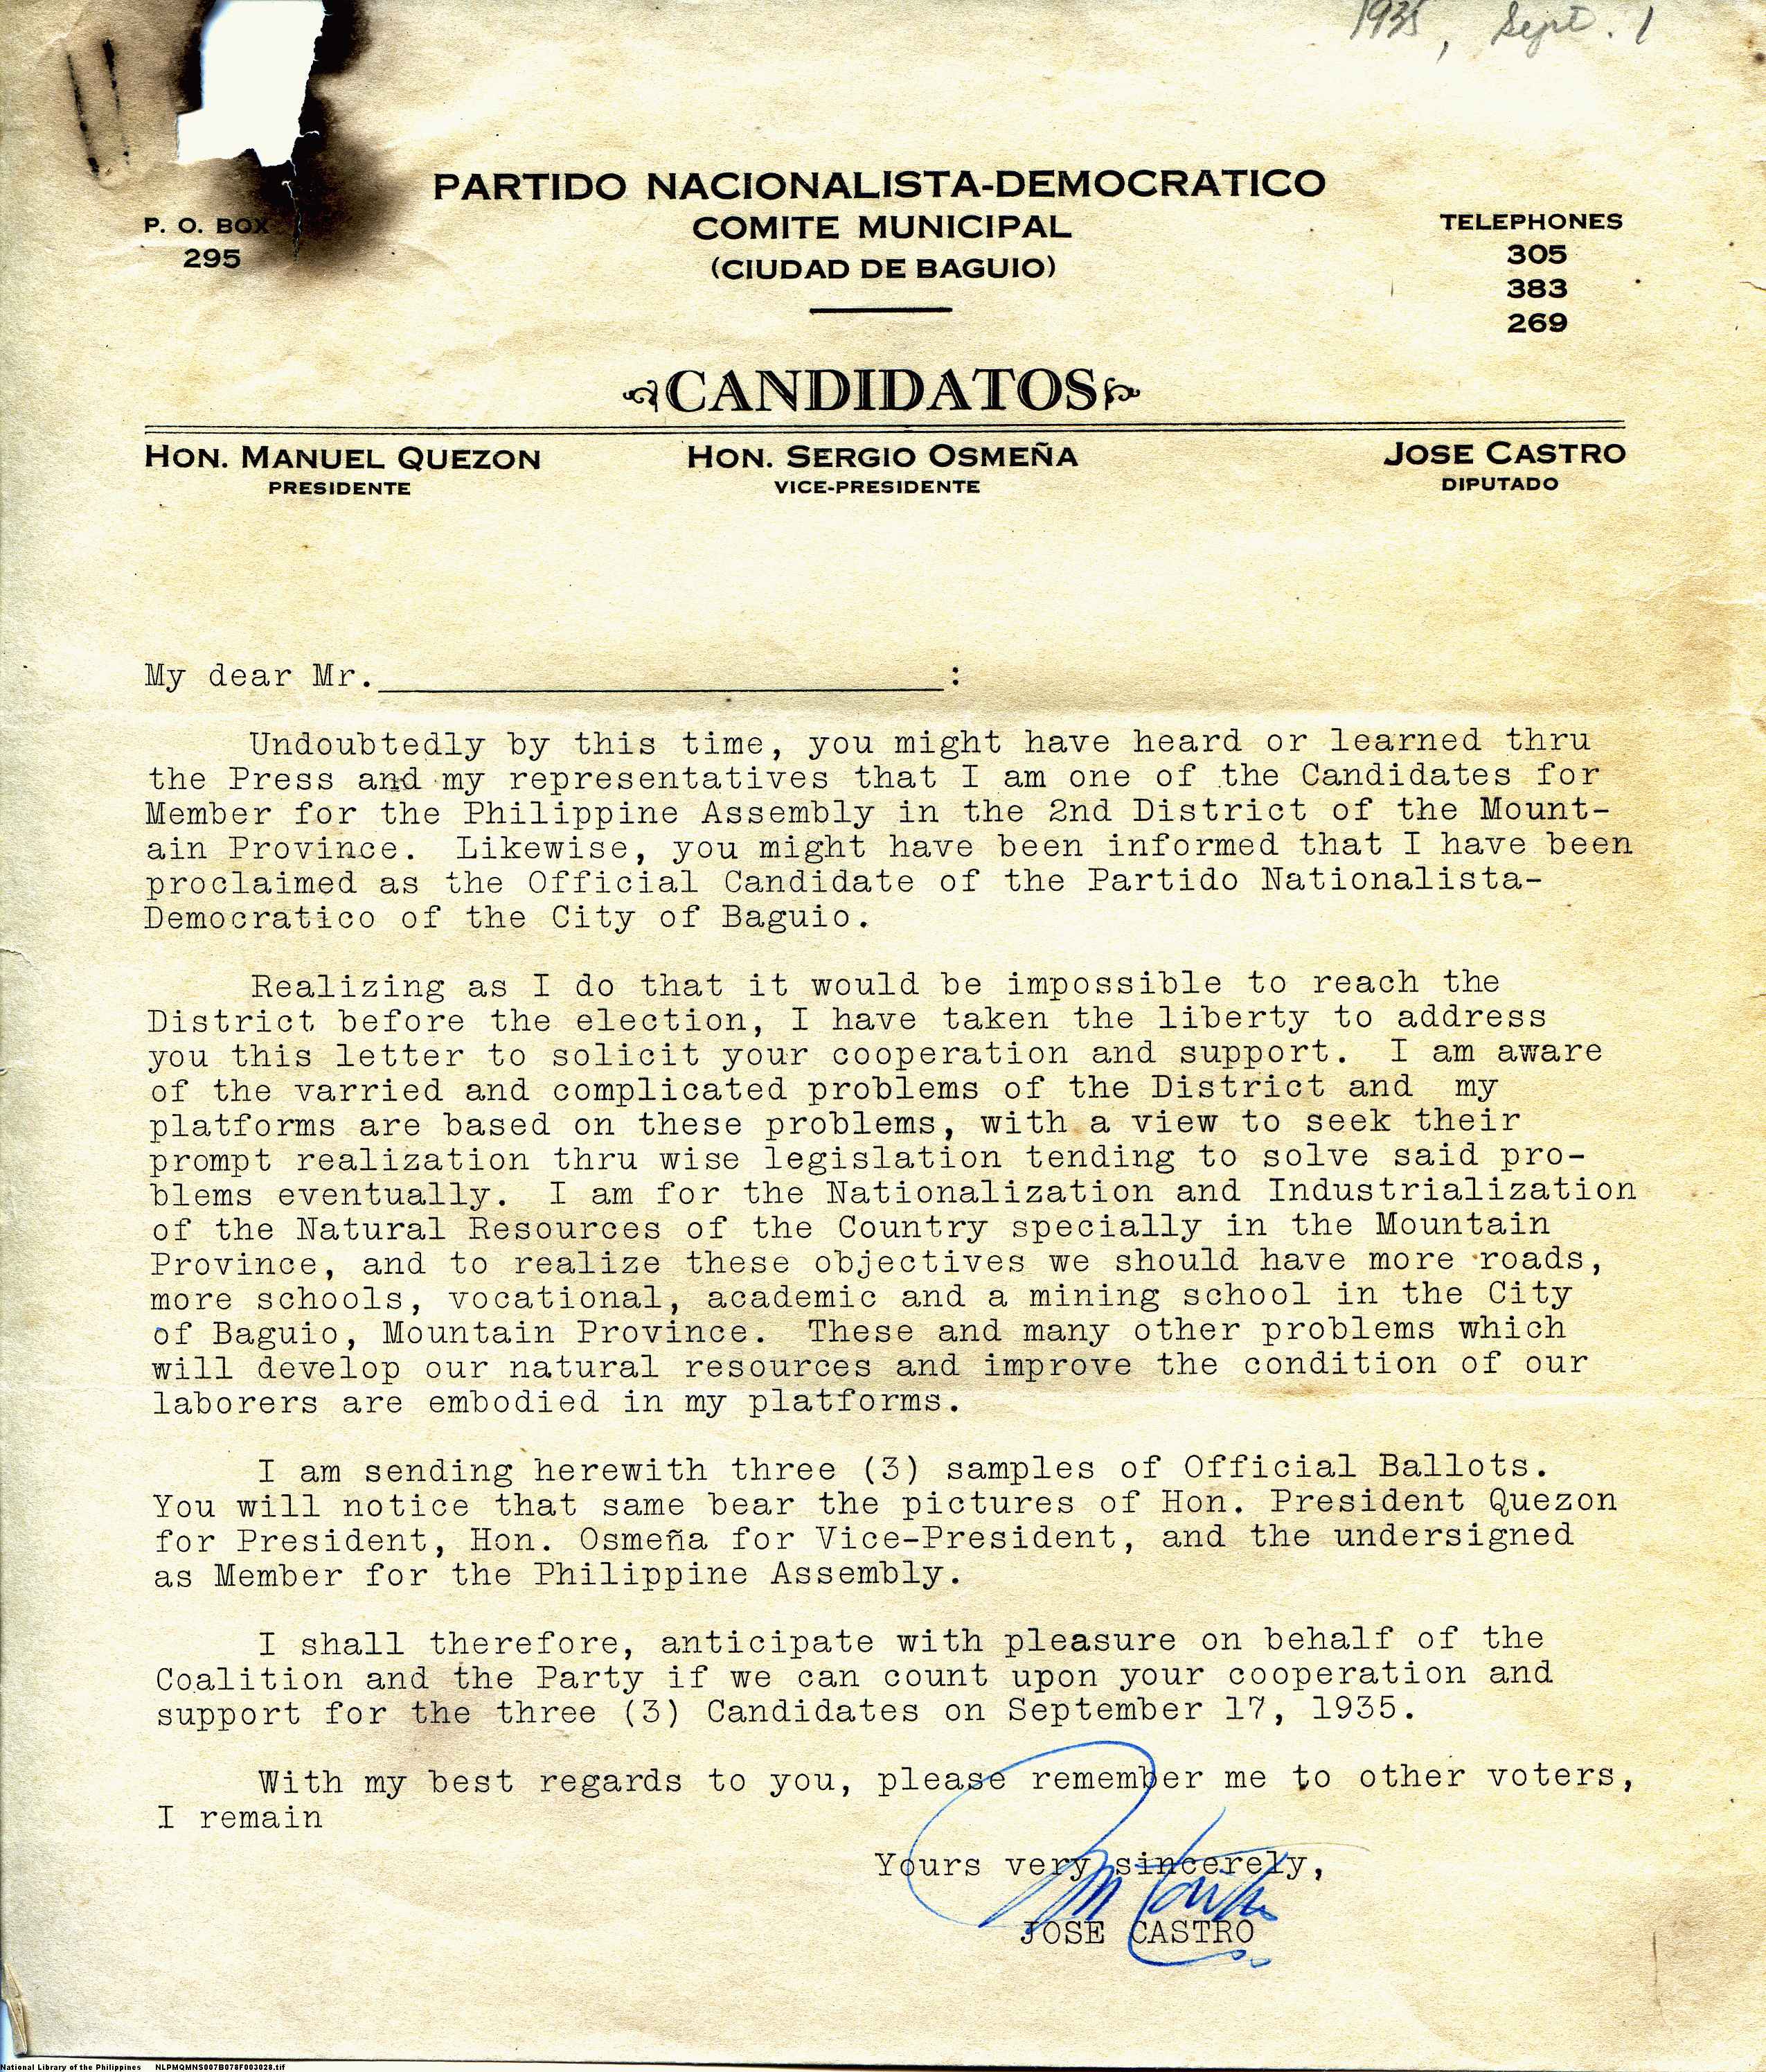 1935, Sept. 1
PARTIDO NACIONALISTA-DEMOCRATICO
COMITE MUNICIPAL
(CIUDAD DE BAGUIO)
P. O. BOX
295
TELEPHONES
305
383
269
CANDIDATOS
HON. MANUEL QUEZON
PRESIDENTE
HON. SERGIO OSMEÑA
VICE-PRESIDENTE
JOSE CASTRO
DIPUTADO
My dear Mr. :
Undoubtedly by this time, you might have heard or learned thru
the Press and my representatives that I am one of the Candidates for
Member for the Philippine Assembly in the 2nd District of the Mount-
ain Province. Likewise, you might have been informed that I have been
proclaimed as the Official Candidate of the Partido Nationalista-
Democratico of the City of Baguio.
Realizing as I do that it would be impossible to reach the
District before the election, I have taken the liberty to address
you this letter to solicit your cooperation and support. I am aware
of the varried and complicated problems of the District and my
platforms are based on these problems, with a view to seek their
prompt realization thru wise legislation tending to solve said pro-
blems eventually. I am for the Nationalization and Industrialization
of the Natural Resources of the Country specially in the Mountain
Province, and to realize these objectives we should have more roads,
more schools, vocational, academic and a mining school in the City
of Baguio, Mountain Province. These and many other problems which
will develop our natural resources and improve the condition of our
laborers are embodied in my platforms.
I am sending herewith three (3) samples of Official Ballots.
You will notice that same bear the pictures of Hon. President Quezon
for President, Hon. Osmeña for Vice-President, and the undersigned
as Member for the Philippine Assembly.
I shall therefore, anticipate with pleasure on behalf of the
Coalition and the Party if we can count upon your cooperation and
support for the three (3) Candidates on September 17, 1935.
With my best regards to you, please remember me to other voters,
I remain
Yours very sincerely,
JOSE CASTRO
National Library of the Philippines NLPMQMNS007B078F003028.tif